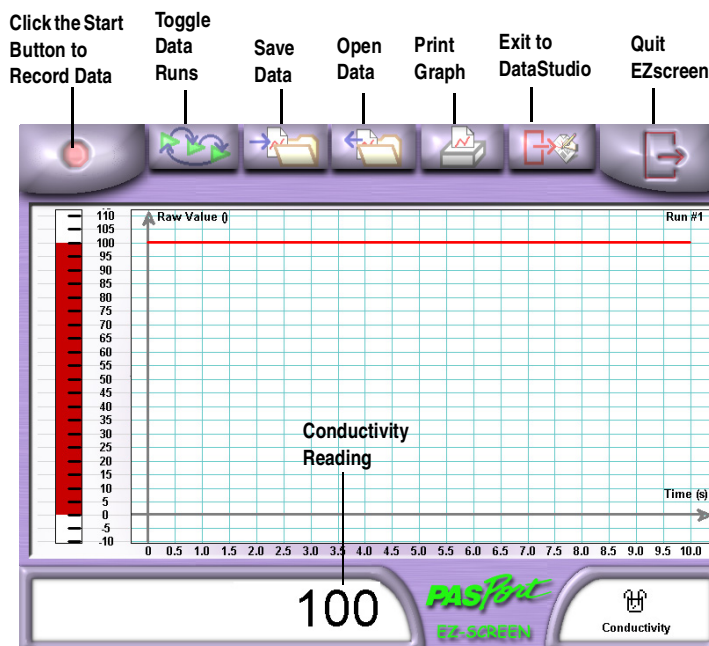 Click the Start
Button to
Record Data
Toggle
Data
Runs
Save
Data
Open
Data
Print
Graph
Exit to
DataStudio
Quit
EZscreen
110
105
100
95
90
85
80
75
70
65
60
55
50
45
40
35
30
25
20
15
10
5
0
-5
-10
Raw Value ()
Run #1
Conductivity
Reading
Time (s)
0 0.5 1.0 1.5 2.0 2.5 3.0 3.5 4.0 4.5 5.0 5.5 6.0 6.5 7.0 7.5 8.0 8.5 9.0 9.5 10.0
100
PASPort
EZ-SCREEN
Conductivity